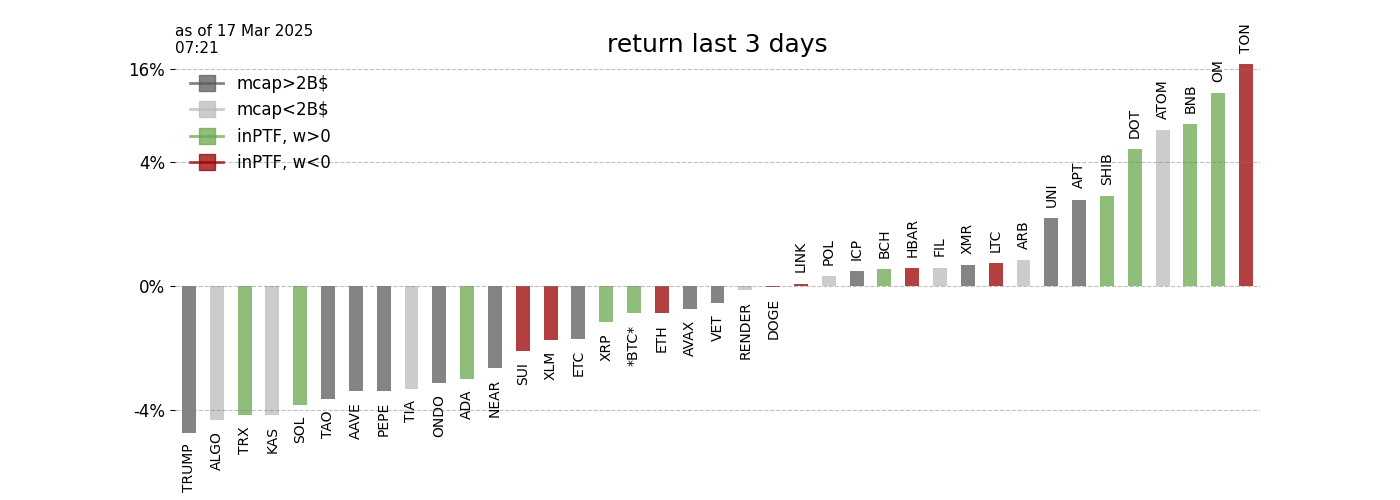 as of 17 Mar 2025
07:21
return last 3 days
16%
4%
0%
-4%
mcap>2B$
mcap<2B$
inPTF, w>0
inPTF, w<0
TRUMP
ALGO
TRX
KAS
SOL
TAO
AAVE
PEPE
TIA
ONDO
ADA
NEAR
SUI
XLM
ETC
XRP
*BTC*
ETH
AVAX
VET
RENDER
DOGE
LINK
POL
ICP
BCH
HBAR
FIL
XMR
LTC
ARB
UNI
APT
SHIB
DOT
ATOM
BNB
OM
TON